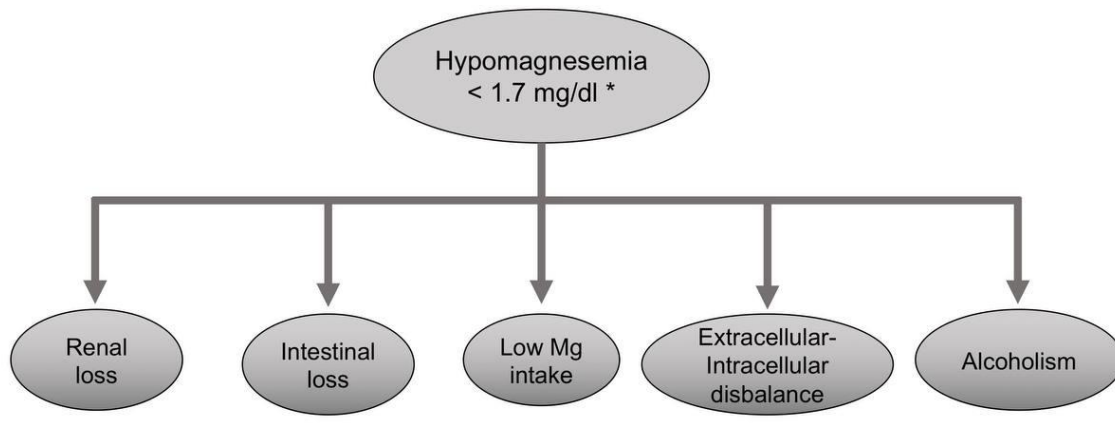 Hypomagnesemia
< 1.7 mg/dl *
Renal
loss
Intestinal
loss
Low Mg
intake
Extracellular-
Intracellular
disbalance
Alcoholism